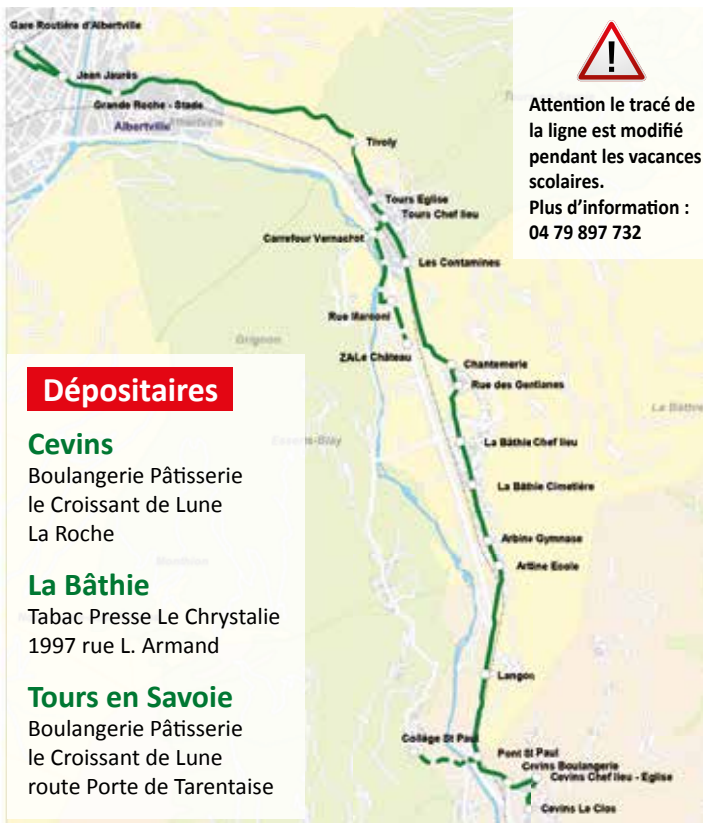 Gare Routière d'Albertville
Jean Jaurès
Grande Roche - Stade
Albertville
Albertville
Tivoly
Tours Eglise
Tours Chef lieu
Carrefour Vernachot
Les Contamines
Rue Marconi
Grignon
ZALe Château
Chantemerie
Rue des Gentianes
La Bâthie
La Bâthie Chef lieu
La Bâthie Cimetière
Arbine Gymnase
Arbine Ecole
Langon
Collège St Paul
Pont St Paul
Cevins Boulangerie
Cevins Chef lieu - Eglise
Cevins Le Clos
Attention le tracé de
la ligne est modifié
pendant les vacances
scolaires.
Plus d'information :
04 79 897 732
Dépositaires
Cevins
Boulangerie Pâtisserie
le Croissant de Lune
La Roche
La Bâthie
Tabac Presse Le Chrystalie
1997 rue L. Armand
Tours en Savoie
Boulangerie Pâtisserie
le Croissant de Lune
route Porte de Tarentaise